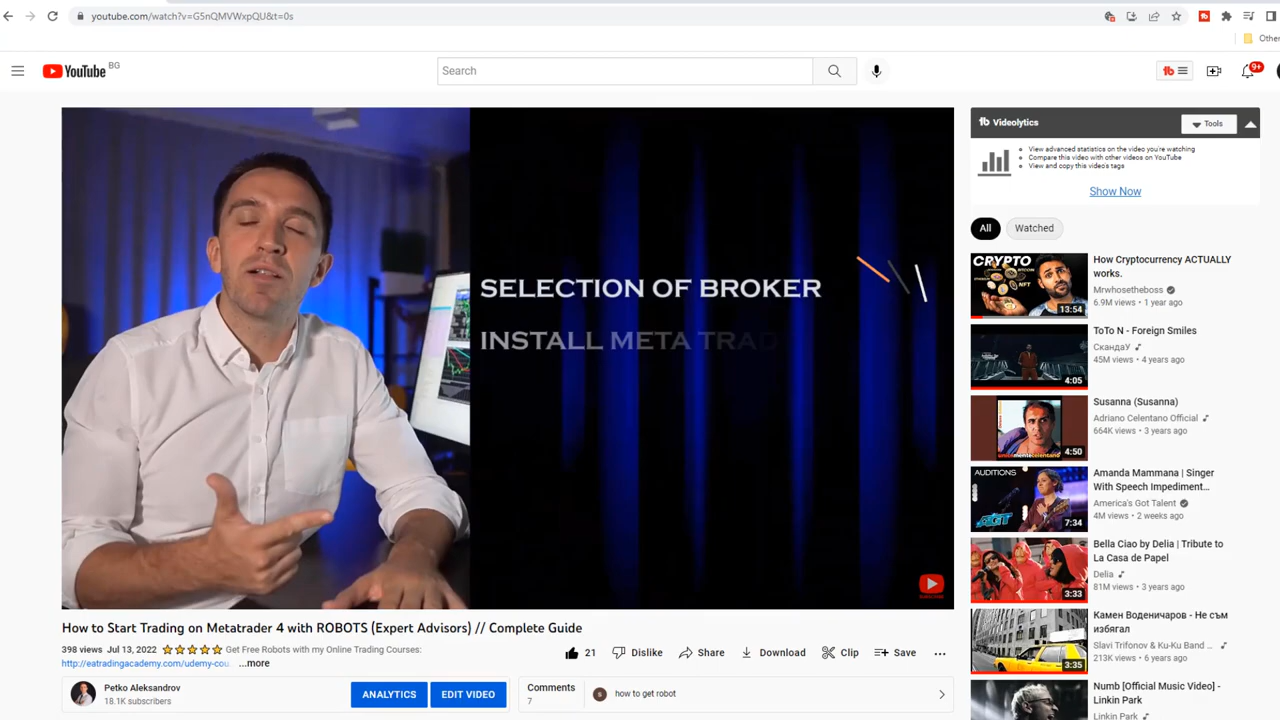 youtube.com/watch?v=G5nQMVWxpQU&t=0s
Other
YouTube BG
Search
9+
SELECTION OF BROKER
INSTALL META TRAD
Videolytics
Tools
View advanced statistics on the video you're watching
Compare this video with other videos on YouTube
View and copy this video's tags
Show Now
All
Watched
CRYPTO
BITCOIN
NFT
13:54
How Cryptocurrency ACTUALLY
works.
Mrwhosetheboss
6.9M views • 1 year ago
4:05
ToTo N - Foreign Smiles
СкандаУ
45M views • 4 years ago
4:50
Susanna (Susanna)
Adriano Celentano Official
664K views • 3 years ago
AUDITIONS
AGT
7:34
Amanda Mammana | Singer
With Speech Impediment...
America's Got Talent
4M views • 2 weeks ago
3:33
Bella Ciao by Delia | Tribute to
La Casa de Papel
Delia
81M views • 3 years ago
3:35
Камен Воденичаров - Не съм
избягал
Slavi Trifonov & Ku-Ku Band ...
213K views • 6 years ago
Numb [Official Music Video] -
Linkin Park
Linkin Park
How to Start Trading on Metatrader 4 with ROBOTS (Expert Advisors) // Complete Guide
398 views Jul 13, 2022 Get Free Robots with my Online Trading Courses:
http://eatradingacademy.com/udemy-cou ...more
21
Dislike
Share
Download
Clip
Save
Petko Aleksandrov
18.1K subscribers
ANALYTICS
EDIT VIDEO
Comments
7
S
how to get robot